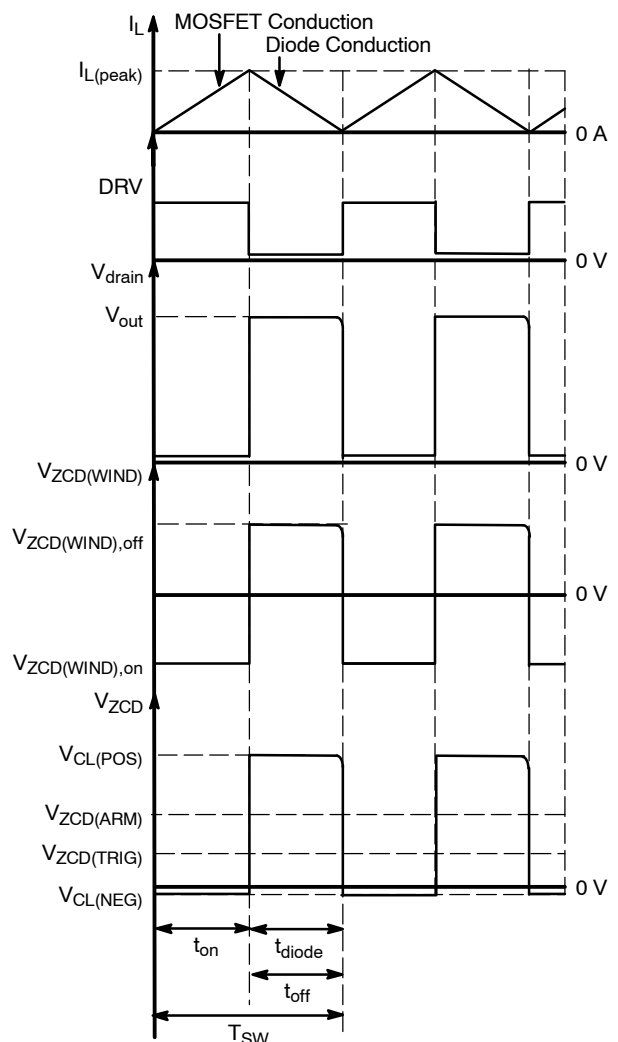 I_L
MOSFET Conduction
Diode Conduction
I_L(peak)
0 A
DRV
0 V
V_drain
V_out
0 V
V_ZCD(WIND)
V_ZCD(WIND),off
0 V
V_ZCD(WIND),on
V_ZCD
V_CL(POS)
V_ZCD(ARM)
V_ZCD(TRIG)
0 V
V_CL(NEG)
t_on
t_diode
t_off
T_SW